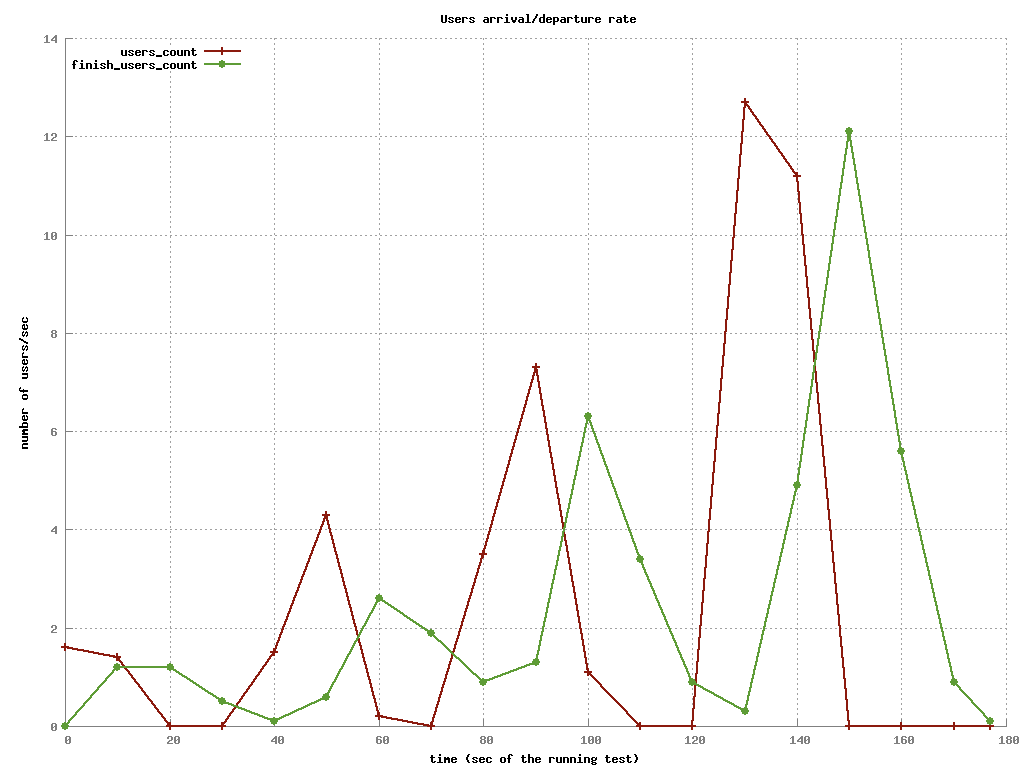 Users arrival/departure rate
users_count
finish_users_count
14
12
10
8
6
4
2
0
number of users/sec
0 20 40 60 80 100 120 140 160 180
time (sec of the running test)